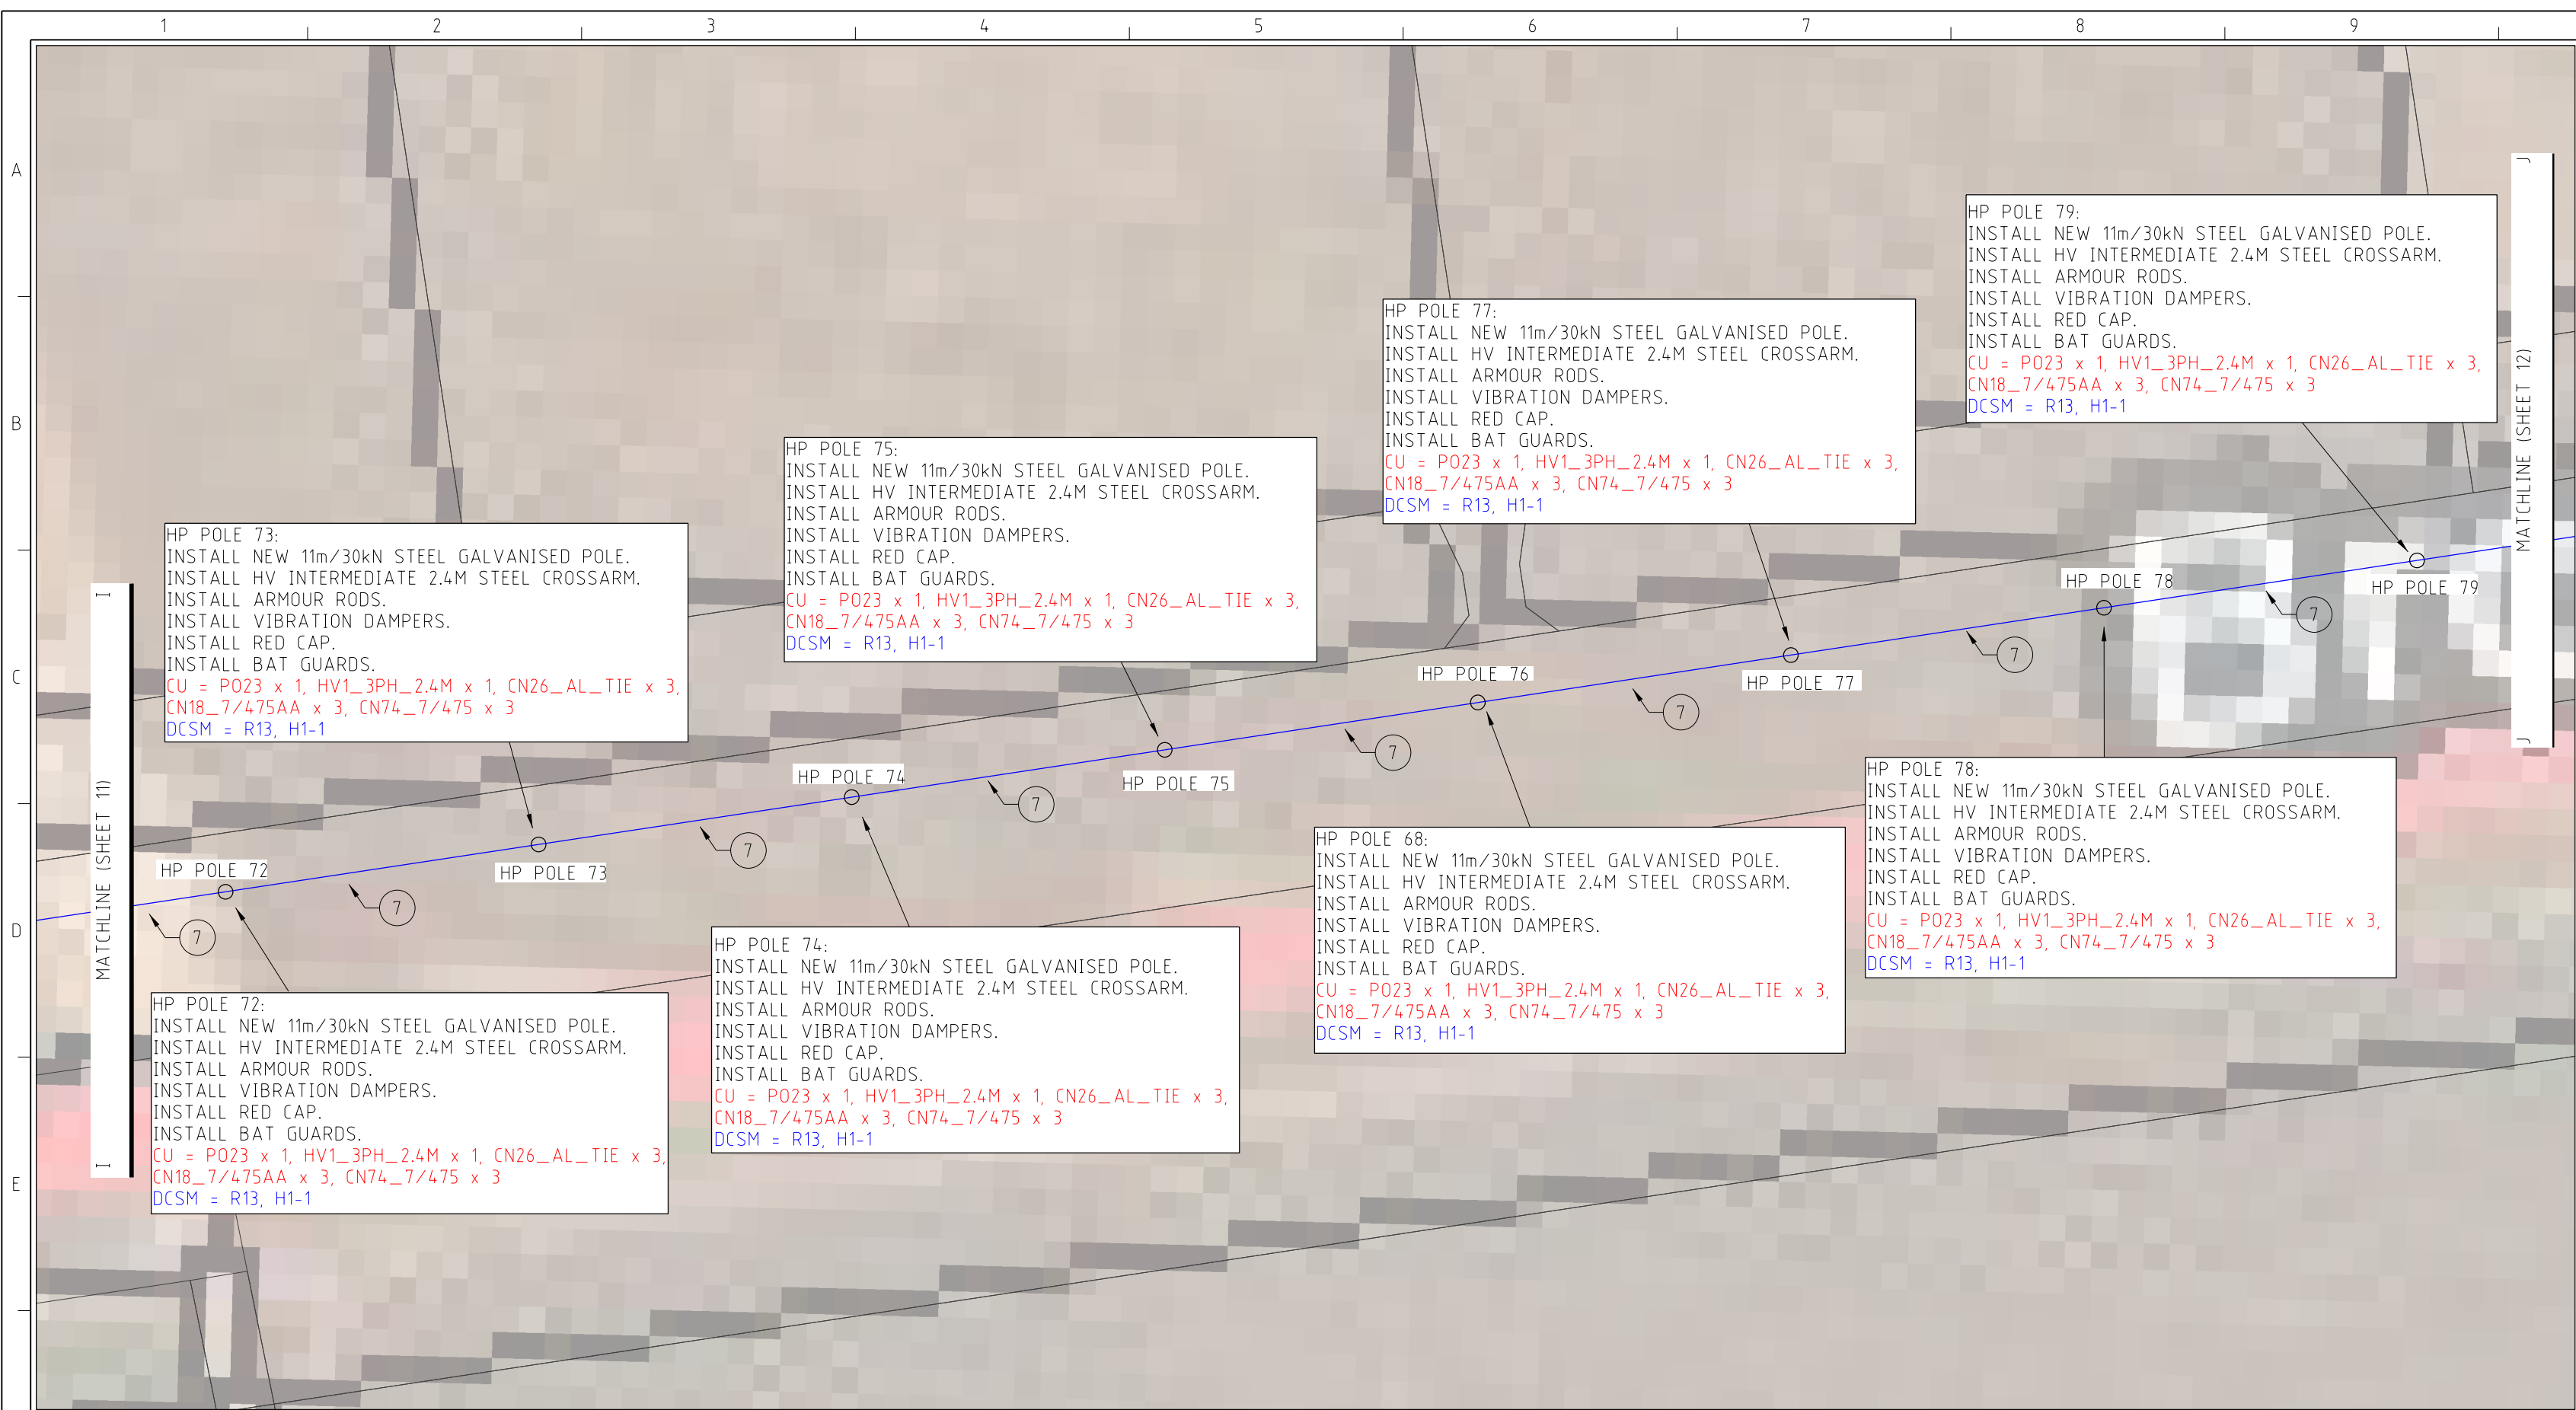 1 2 3 4 5 6 7 8 9
A
B
C
D
E
HP POLE 79:
INSTALL NEW 11m/30kN STEEL GALVANISED POLE.
INSTALL HV INTERMEDIATE 2.4M STEEL CROSSARM.
INSTALL ARMOUR RODS.
INSTALL VIBRATION DAMPERS.
INSTALL RED CAP.
INSTALL BAT GUARDS.
CU = PO23 x 1, HV1_3PH_2.4M x 1, CN26_AL_TIE x 3,
CN18_7/475AA x 3, CN74_7/475 x 3
DCSM = R13, H1-1
HP POLE 77:
INSTALL NEW 11m/30kN STEEL GALVANISED POLE.
INSTALL HV INTERMEDIATE 2.4M STEEL CROSSARM.
INSTALL ARMOUR RODS.
INSTALL VIBRATION DAMPERS.
INSTALL RED CAP.
INSTALL BAT GUARDS.
CU = PO23 x 1, HV1_3PH_2.4M x 1, CN26_AL_TIE x 3,
CN18_7/475AA x 3, CN74_7/475 x 3
DCSM = R13, H1-1
HP POLE 75:
INSTALL NEW 11m/30kN STEEL GALVANISED POLE.
INSTALL HV INTERMEDIATE 2.4M STEEL CROSSARM.
INSTALL ARMOUR RODS.
INSTALL VIBRATION DAMPERS.
INSTALL RED CAP.
INSTALL BAT GUARDS.
CU = PO23 x 1, HV1_3PH_2.4M x 1, CN26_AL_TIE x 3,
CN18_7/475AA x 3, CN74_7/475 x 3
DCSM = R13, H1-1
HP POLE 73:
INSTALL NEW 11m/30kN STEEL GALVANISED POLE.
INSTALL HV INTERMEDIATE 2.4M STEEL CROSSARM.
INSTALL ARMOUR RODS.
INSTALL VIBRATION DAMPERS.
INSTALL RED CAP.
INSTALL BAT GUARDS.
CU = PO23 x 1, HV1_3PH_2.4M x 1, CN26_AL_TIE x 3,
CN18_7/475AA x 3, CN74_7/475 x 3
DCSM = R13, H1-1
I
MATCHLINE (SHEET 11)
I
J
MATCHLINE (SHEET 12)
J
HP POLE 72
HP POLE 73
HP POLE 74
HP POLE 75
HP POLE 76
HP POLE 77
HP POLE 78
HP POLE 79
7
7
7
7
7
7
7
7
HP POLE 72:
INSTALL NEW 11m/30kN STEEL GALVANISED POLE.
INSTALL HV INTERMEDIATE 2.4M STEEL CROSSARM.
INSTALL ARMOUR RODS.
INSTALL VIBRATION DAMPERS.
INSTALL RED CAP.
INSTALL BAT GUARDS.
CU = PO23 x 1, HV1_3PH_2.4M x 1, CN26_AL_TIE x 3,
CN18_7/475AA x 3, CN74_7/475 x 3
DCSM = R13, H1-1
HP POLE 74:
INSTALL NEW 11m/30kN STEEL GALVANISED POLE.
INSTALL HV INTERMEDIATE 2.4M STEEL CROSSARM.
INSTALL ARMOUR RODS.
INSTALL VIBRATION DAMPERS.
INSTALL RED CAP.
INSTALL BAT GUARDS.
CU = PO23 x 1, HV1_3PH_2.4M x 1, CN26_AL_TIE x 3,
CN18_7/475AA x 3, CN74_7/475 x 3
DCSM = R13, H1-1
HP POLE 68:
INSTALL NEW 11m/30kN STEEL GALVANISED POLE.
INSTALL HV INTERMEDIATE 2.4M STEEL CROSSARM.
INSTALL ARMOUR RODS.
INSTALL VIBRATION DAMPERS.
INSTALL RED CAP.
INSTALL BAT GUARDS.
CU = PO23 x 1, HV1_3PH_2.4M x 1, CN26_AL_TIE x 3,
CN18_7/475AA x 3, CN74_7/475 x 3
DCSM = R13, H1-1
HP POLE 78:
INSTALL NEW 11m/30kN STEEL GALVANISED POLE.
INSTALL HV INTERMEDIATE 2.4M STEEL CROSSARM.
INSTALL ARMOUR RODS.
INSTALL VIBRATION DAMPERS.
INSTALL RED CAP.
INSTALL BAT GUARDS.
CU = PO23 x 1, HV1_3PH_2.4M x 1, CN26_AL_TIE x 3,
CN18_7/475AA x 3, CN74_7/475 x 3
DCSM = R13, H1-1